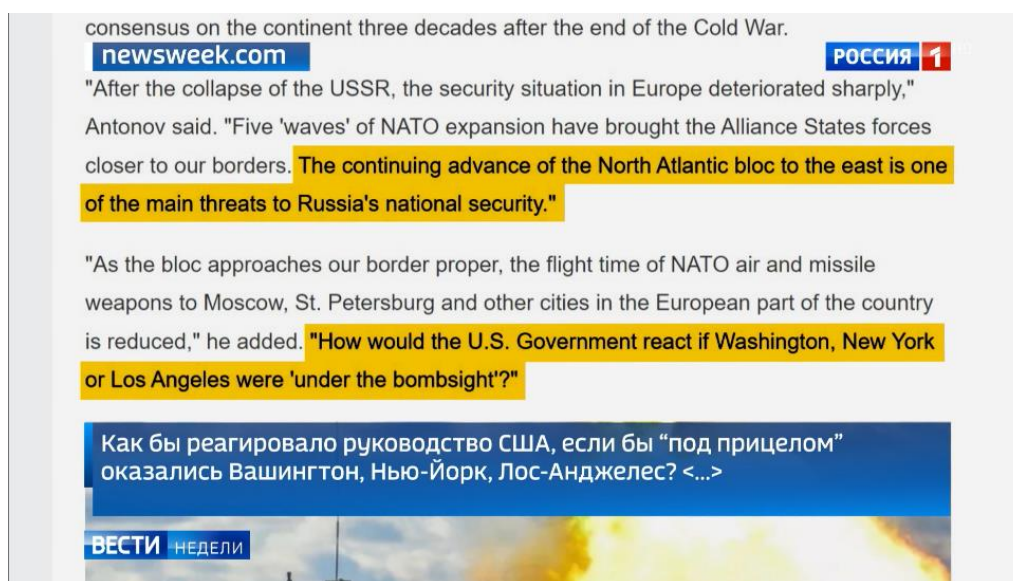 consensus on the continent three decades after the end of the Cold War.
newsweek.com
РОССИЯ 1
"After the collapse of the USSR, the security situation in Europe deteriorated sharply,"
Antonov said. "Five 'waves' of NATO expansion have brought the Alliance States forces
closer to our borders. The continuing advance of the North Atlantic bloc to the east is one
of the main threats to Russia's national security."
"As the bloc approaches our border proper, the flight time of NATO air and missile
weapons to Moscow, St. Petersburg and other cities in the European part of the country
is reduced," he added. "How would the U.S. Government react if Washington, New York
or Los Angeles were 'under the bombsight'?"
Как бы реагировало руководство США, если бы “под прицелом”
оказались Вашингтон, Нью-Йорк, Лос-Анджелес? <...>
ВЕСТИ НЕДЕЛИ